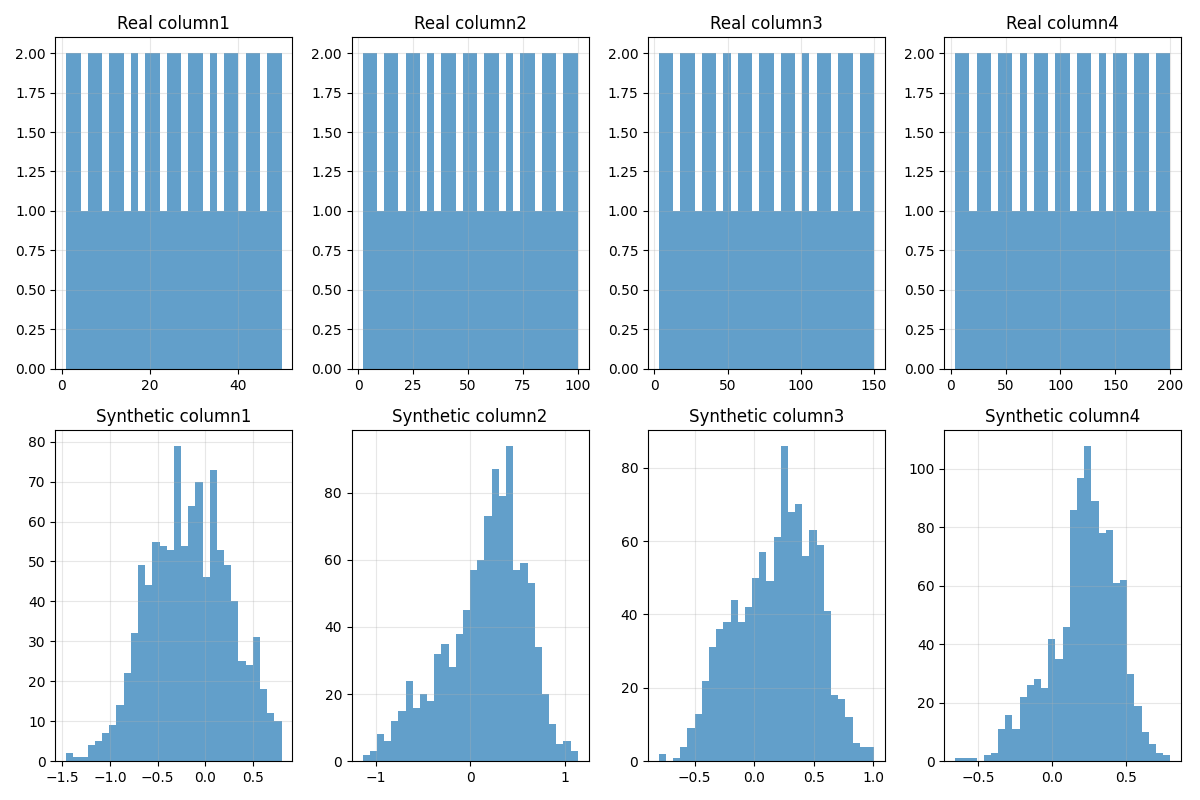 Real column1
Real column2
Real column3
Real column4
2.00 1.75 1.50 1.25 1.00 0.75 0.50 0.25 0.00
0 20 40
2.00 1.75 1.50 1.25 1.00 0.75 0.50 0.25 0.00
0 25 50 75 100
2.00 1.75 1.50 1.25 1.00 0.75 0.50 0.25 0.00
0 50 100 150
2.00 1.75 1.50 1.25 1.00 0.75 0.50 0.25 0.00
0 50 100 150 200
Synthetic column1
Synthetic column2
Synthetic column3
Synthetic column4
80 70 60 50 40 30 20 10 0
−1.5 −1.0 −0.5 0.0 0.5
80 60 40 20 0
−1 0 1
80 60 40 20 0
−0.5 0.0 0.5 1.0
100 80 60 40 20 0
−0.5 0.0 0.5